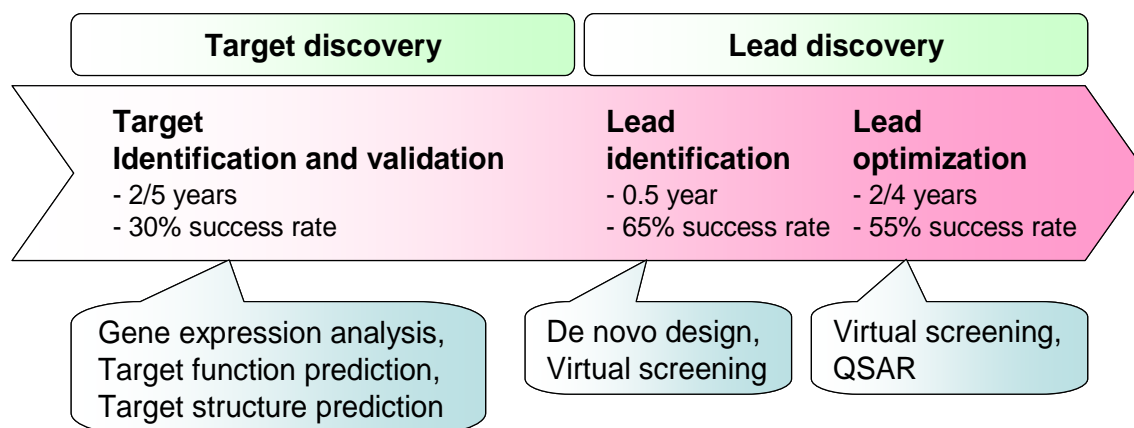 Target discovery
Lead discovery
Target
Identification and validation
- 2/5 years
- 30% success rate
Lead
identification
- 0.5 year
- 65% success rate
Lead
optimization
- 2/4 years
- 55% success rate
Gene expression analysis,
Target function prediction,
Target structure prediction
De novo design,
Virtual screening
Virtual screening,
QSAR